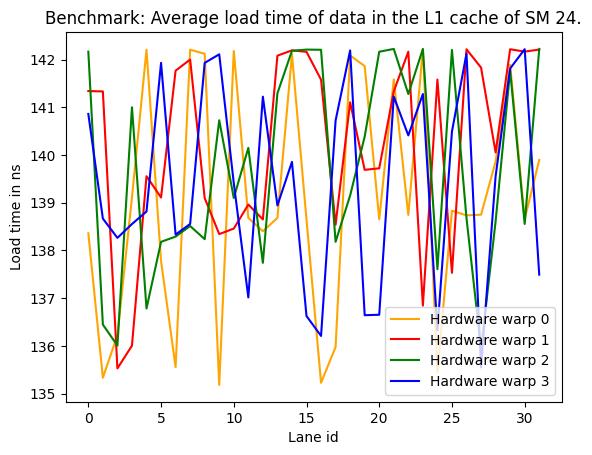 Benchmark: Average load time of data in the L1 cache of SM 24.
142
141
140
139
138
137
136
135
Load time in ns
0
5
10
15
20
25
30
Lane id
Hardware warp 0
Hardware warp 1
Hardware warp 2
Hardware warp 3